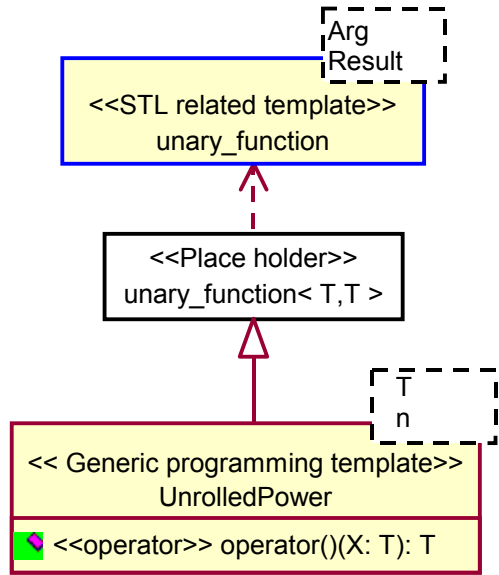 Arg
Result
<<STL related template>>
unary_function
<<Place holder>>
unary_function< T,T >
T
n
<< Generic programming template>>
UnrolledPower
<<operator>> operator()(X: T): T